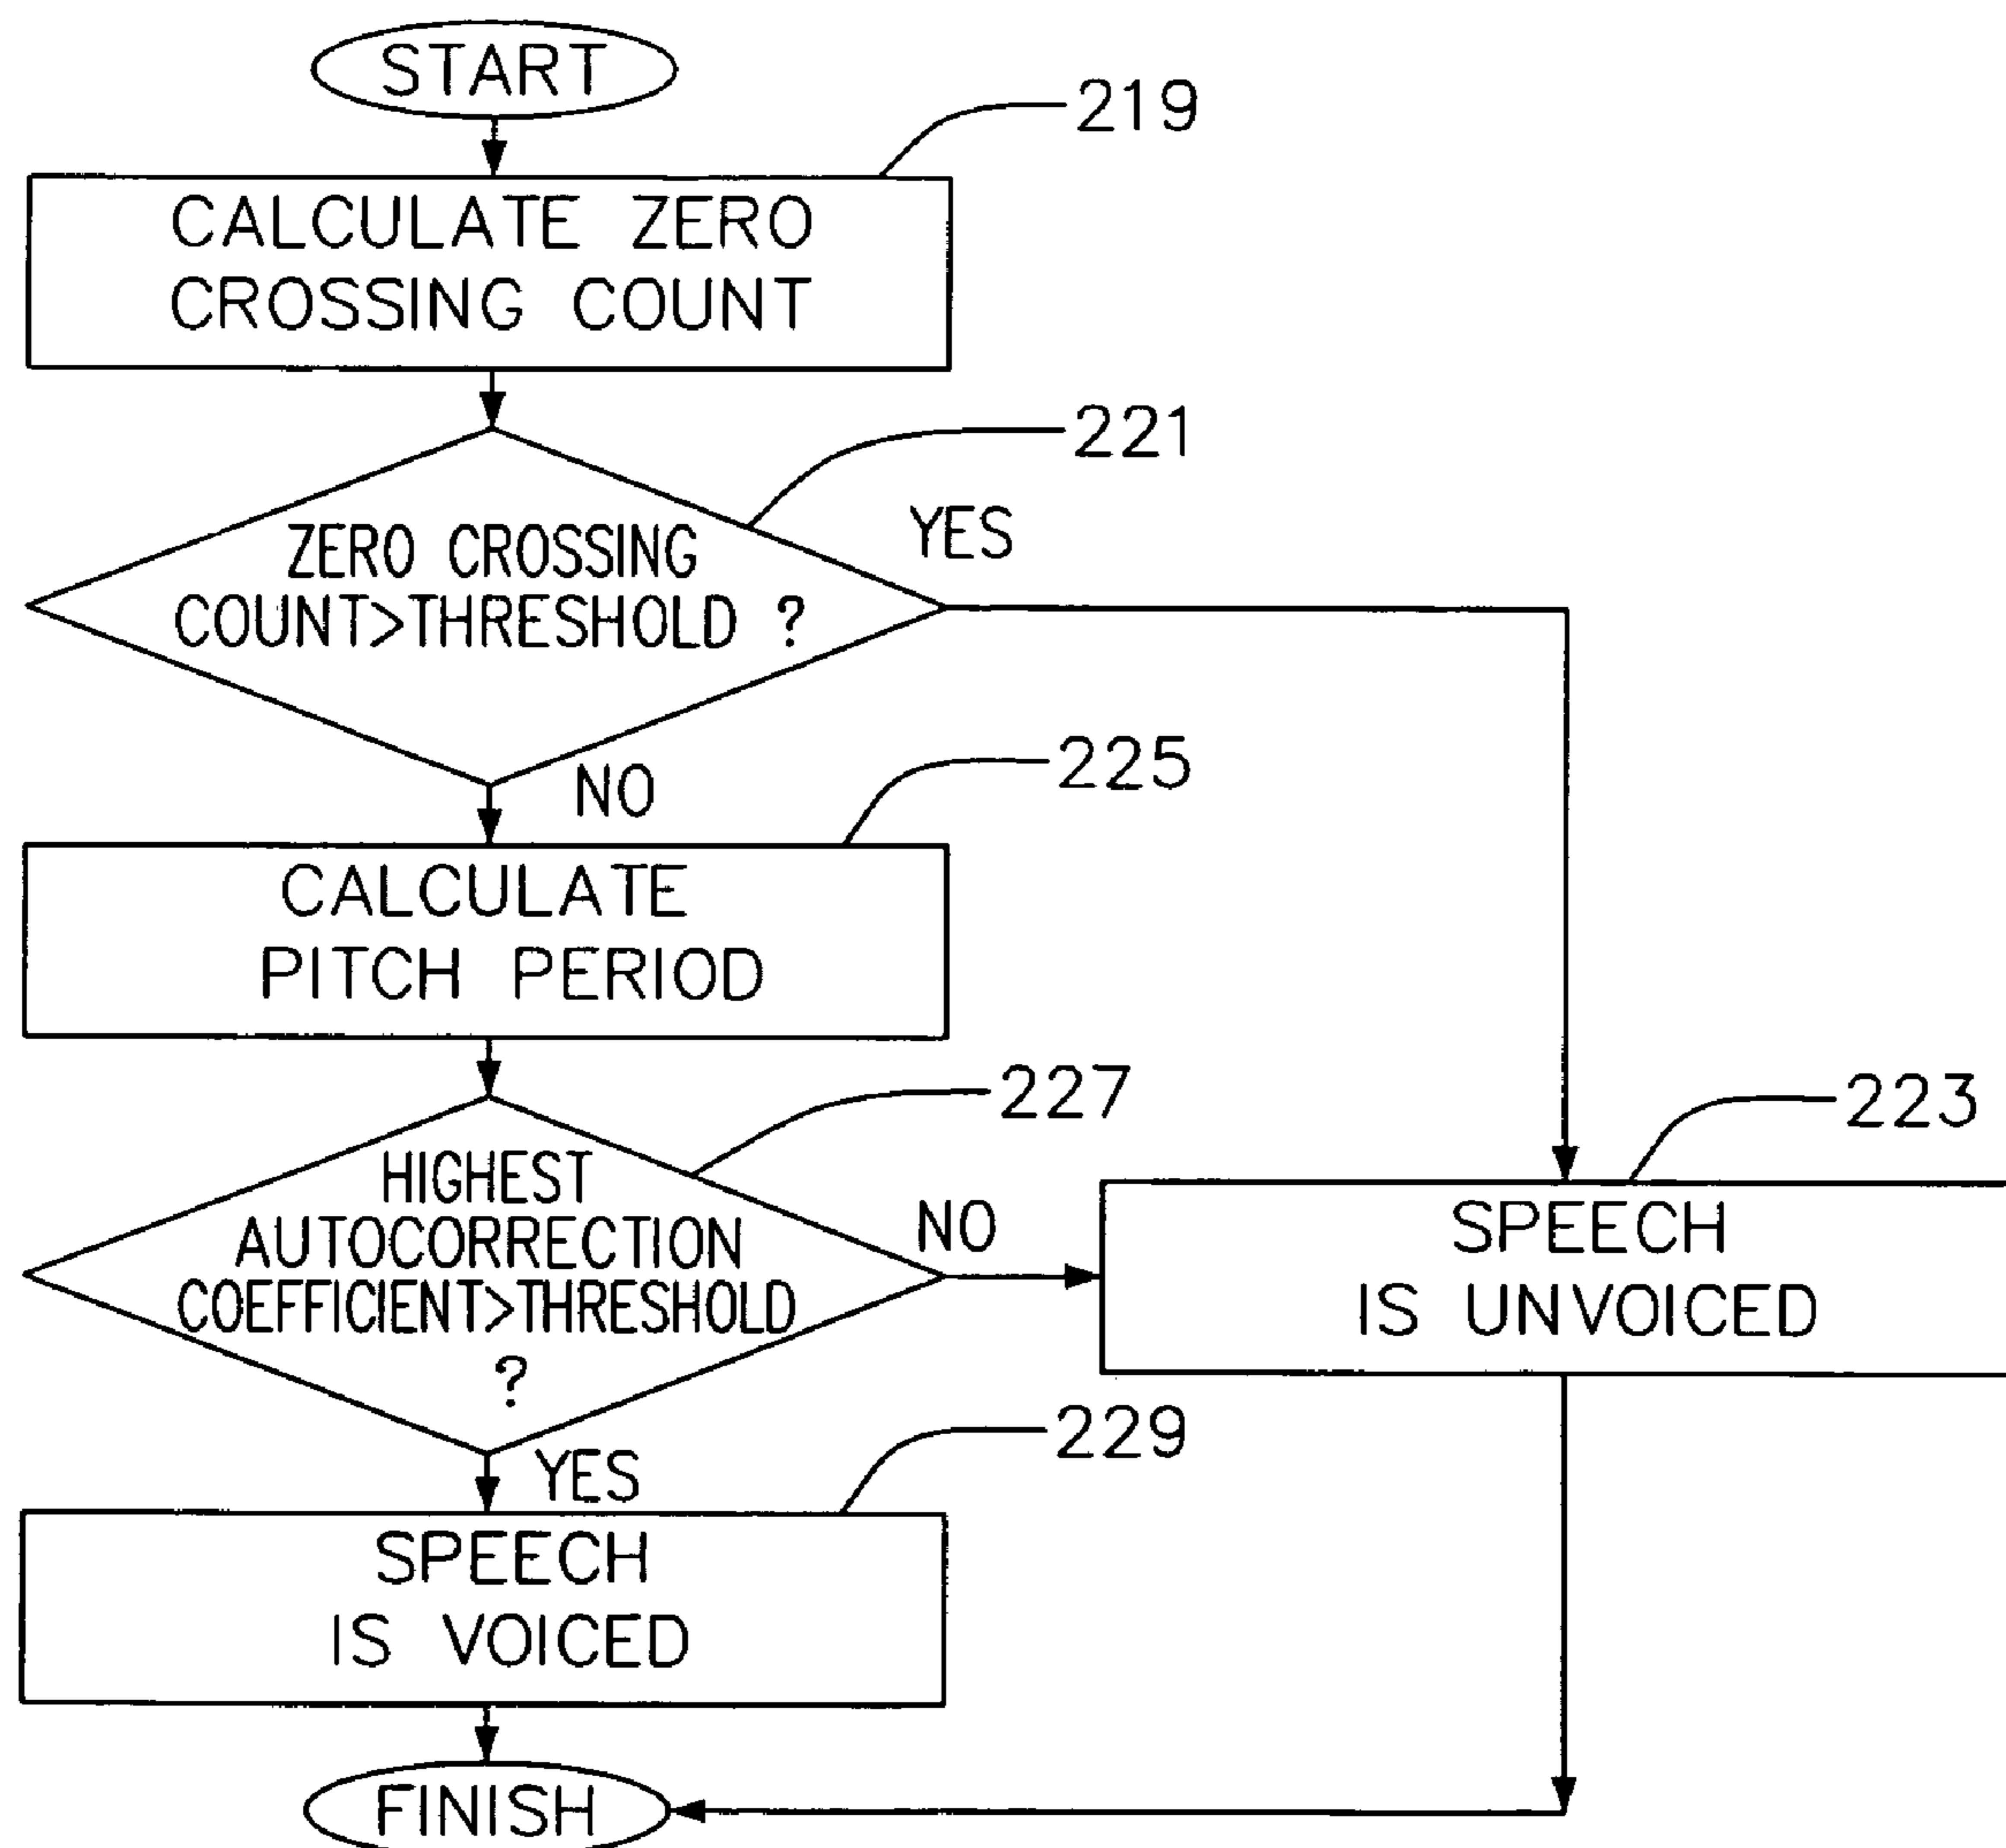 START
219
CALCULATE ZERO
CROSSING COUNT
221
YES
ZERO CROSSING
COUNT>THRESHOLD ?
NO
225
CALCULATE
PITCH PERIOD
227
HIGHEST
AUTOCORRECTION
COEFFICIENT>THRESHOLD
?
NO
223
SPEECH
IS UNVOICED
YES
229
SPEECH
IS VOICED
FINISH